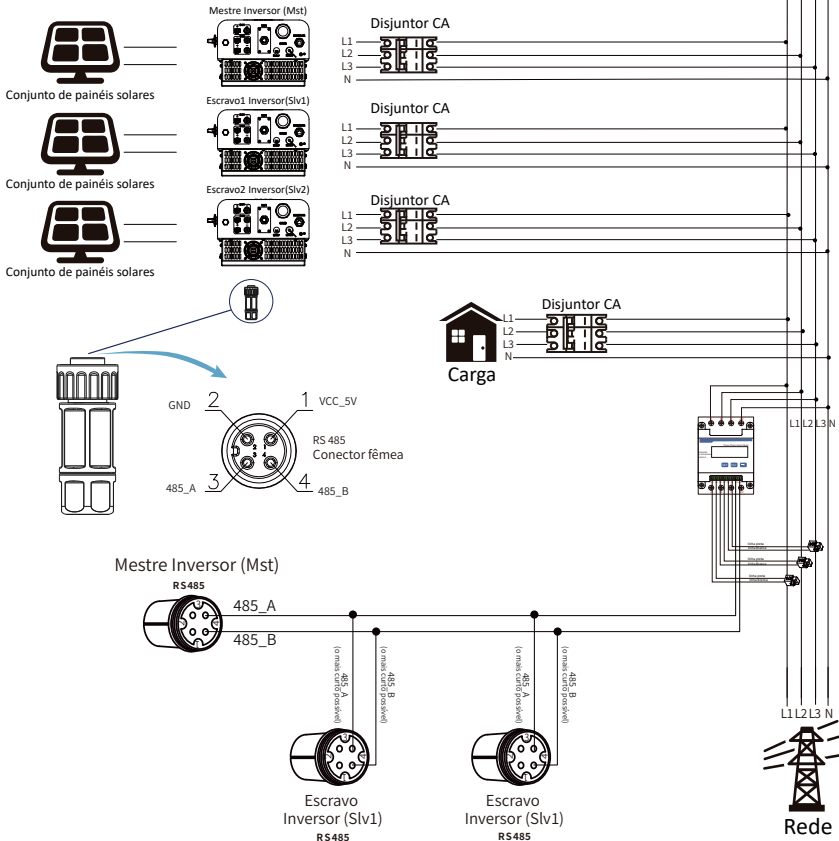 Mestre Inversor (Mst)
Disjuntor CA
L1
L2
L3
N
Conjunto de painéis solares
Escravo1 Inversor(Slv1)
Disjuntor CA
L1
L2
L3
N
Conjunto de painéis solares
Escravo2 Inversor(Slv2)
Disjuntor CA
L1
L2
L3
N
Conjunto de painéis solares
Disjuntor CA
L1
L2
L3
N
Carga
L1 L2 L3 N
2
GND
1
VCC_5V
RS 485
Conector fêmea
2
1
3
4
3
485_A
4
485_B
Mestre Inversor (Mst)
RS485
485_A
485_B
485_A
(o mais curto possível)
485_B
(o mais curto possível)
485_A
(o mais curto possível)
485_B
(o mais curto possível)
Escravo
Inversor (Slv1)
RS485
Escravo
Inversor (Slv1)
RS485
L1 L2 L3 N
Rede